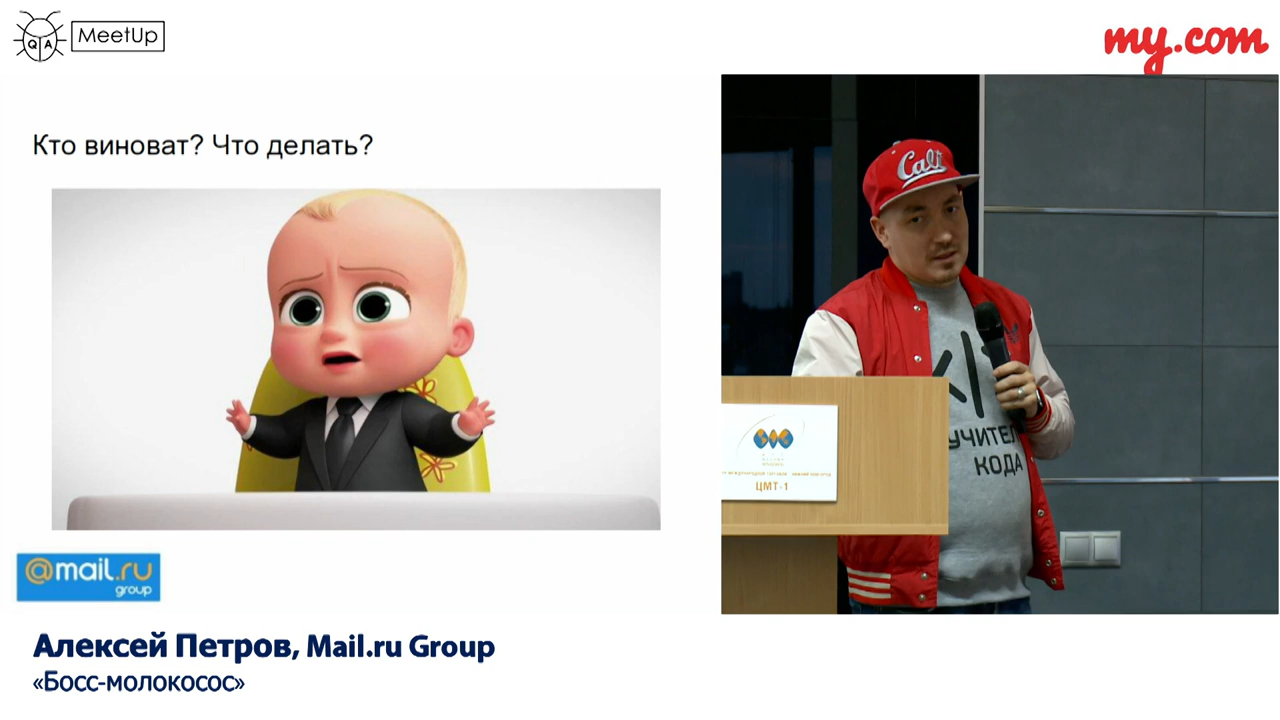 QA MeetUp
my.com
Кто виноват? Что делать?
Cali
УЧИТЕЛ
КОДА
ЦМТ-1
@mail.ru
group
Алексей Петров, Mail.ru Group
«Босс-молокосос»